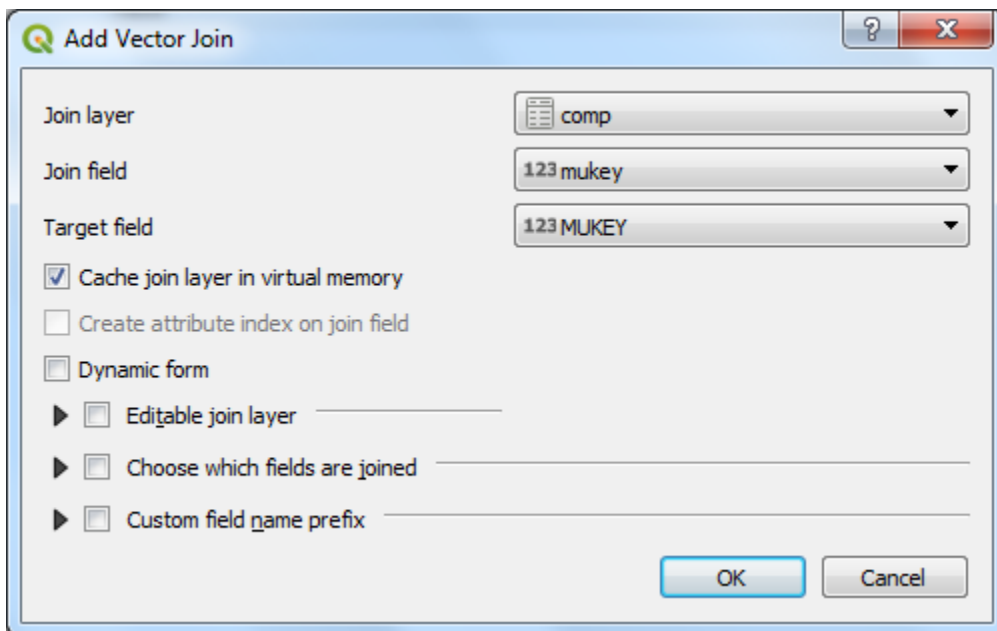 Add Vector Join
?
Join layer comp
Join field 123 mukey
Target field 123 MUKEY
Cache join layer in virtual memory
Create attribute index on join field
Dynamic form
Editable join layer
Choose which fields are joined
Custom field name prefix
OK Cancel